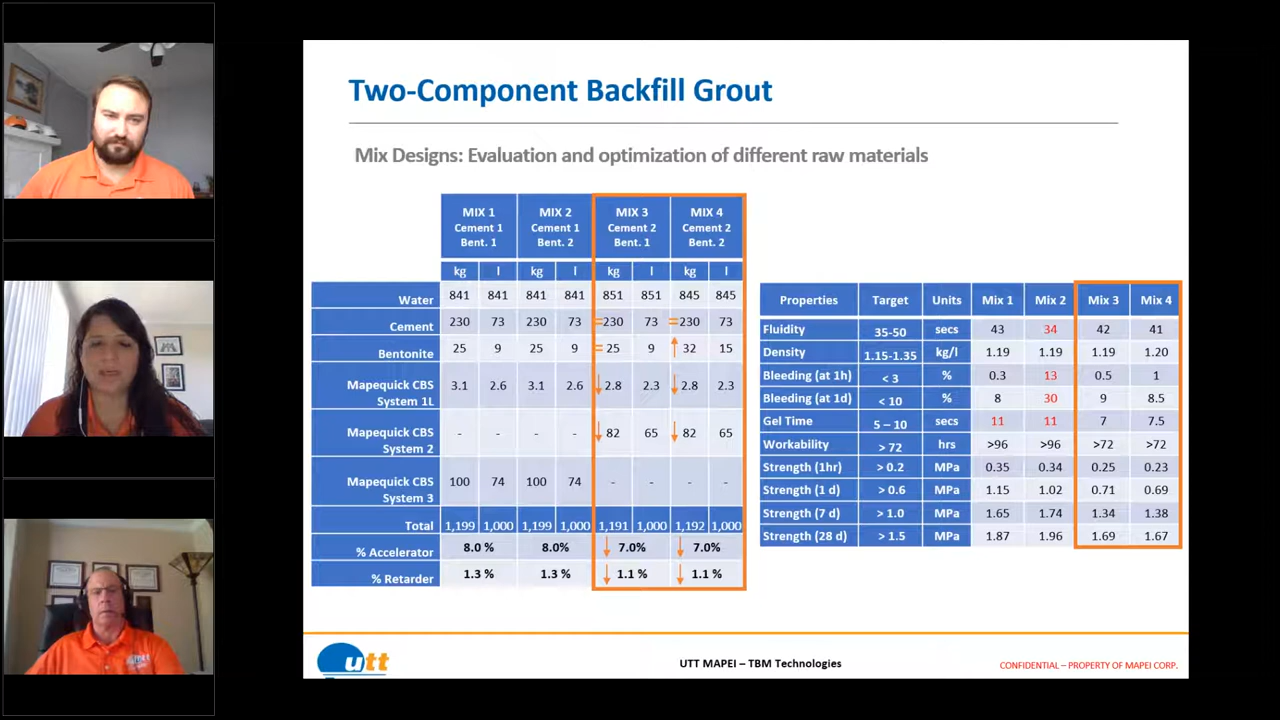 Two-Component Backfill Grout
Mix Designs: Evaluation and optimization of different raw materials
MIX 1 MIX 2 MIX 3 MIX 4
Cement 1 Cement 1 Cement 2 Cement 2
Bent. 1 Bent. 2 Bent. 1 Bent. 2
kg l kg l kg l kg l
Water 841 841 841 841 851 851 845 845
Cement 230 73 230 73 =230 73 =230 73
Bentonite 25 9 25 9 =25 9 ↑ 32 15
Mapequick CBS
System 1L 3.1 2.6 3.1 2.6 ↓ 2.8 2.3 ↓ 2.8 2.3
Mapequick CBS
System 2 - - - - ↓ 82 65 ↓ 82 65
Mapequick CBS
System 3 100 74 100 74 - - - -
Total 1,199 1,000 1,199 1,000 1,191 1,000 1,192 1,000
% Accelerator 8.0 % 8.0% ↓ 7.0% ↓ 7.0%
% Retarder 1.3 % 1.3 % ↓ 1.1 % ↓ 1.1 %
Properties Target Units Mix 1 Mix 2 Mix 3 Mix 4
Fluidity 35-50 secs 43 34 42 41
Density 1.15-1.35 kg/l 1.19 1.19 1.19 1.20
Bleeding (at 1h) < 3 % 0.3 13 0.5 1
Bleeding (at 1d) < 10 % 8 30 9 8.5
Gel Time 5 – 10 secs 11 11 7 7.5
Workability > 72 hrs >96 >96 >72 >72
Strength (1hr) > 0.2 MPa 0.35 0.34 0.25 0.23
Strength (1 d) > 0.6 MPa 1.15 1.02 0.71 0.69
Strength (7 d) > 1.0 MPa 1.65 1.74 1.34 1.38
Strength (28 d) > 1.5 MPa 1.87 1.96 1.69 1.67
utt
UTT MAPEI – TBM Technologies
CONFIDENTIAL – PROPERTY OF MAPEI CORP.